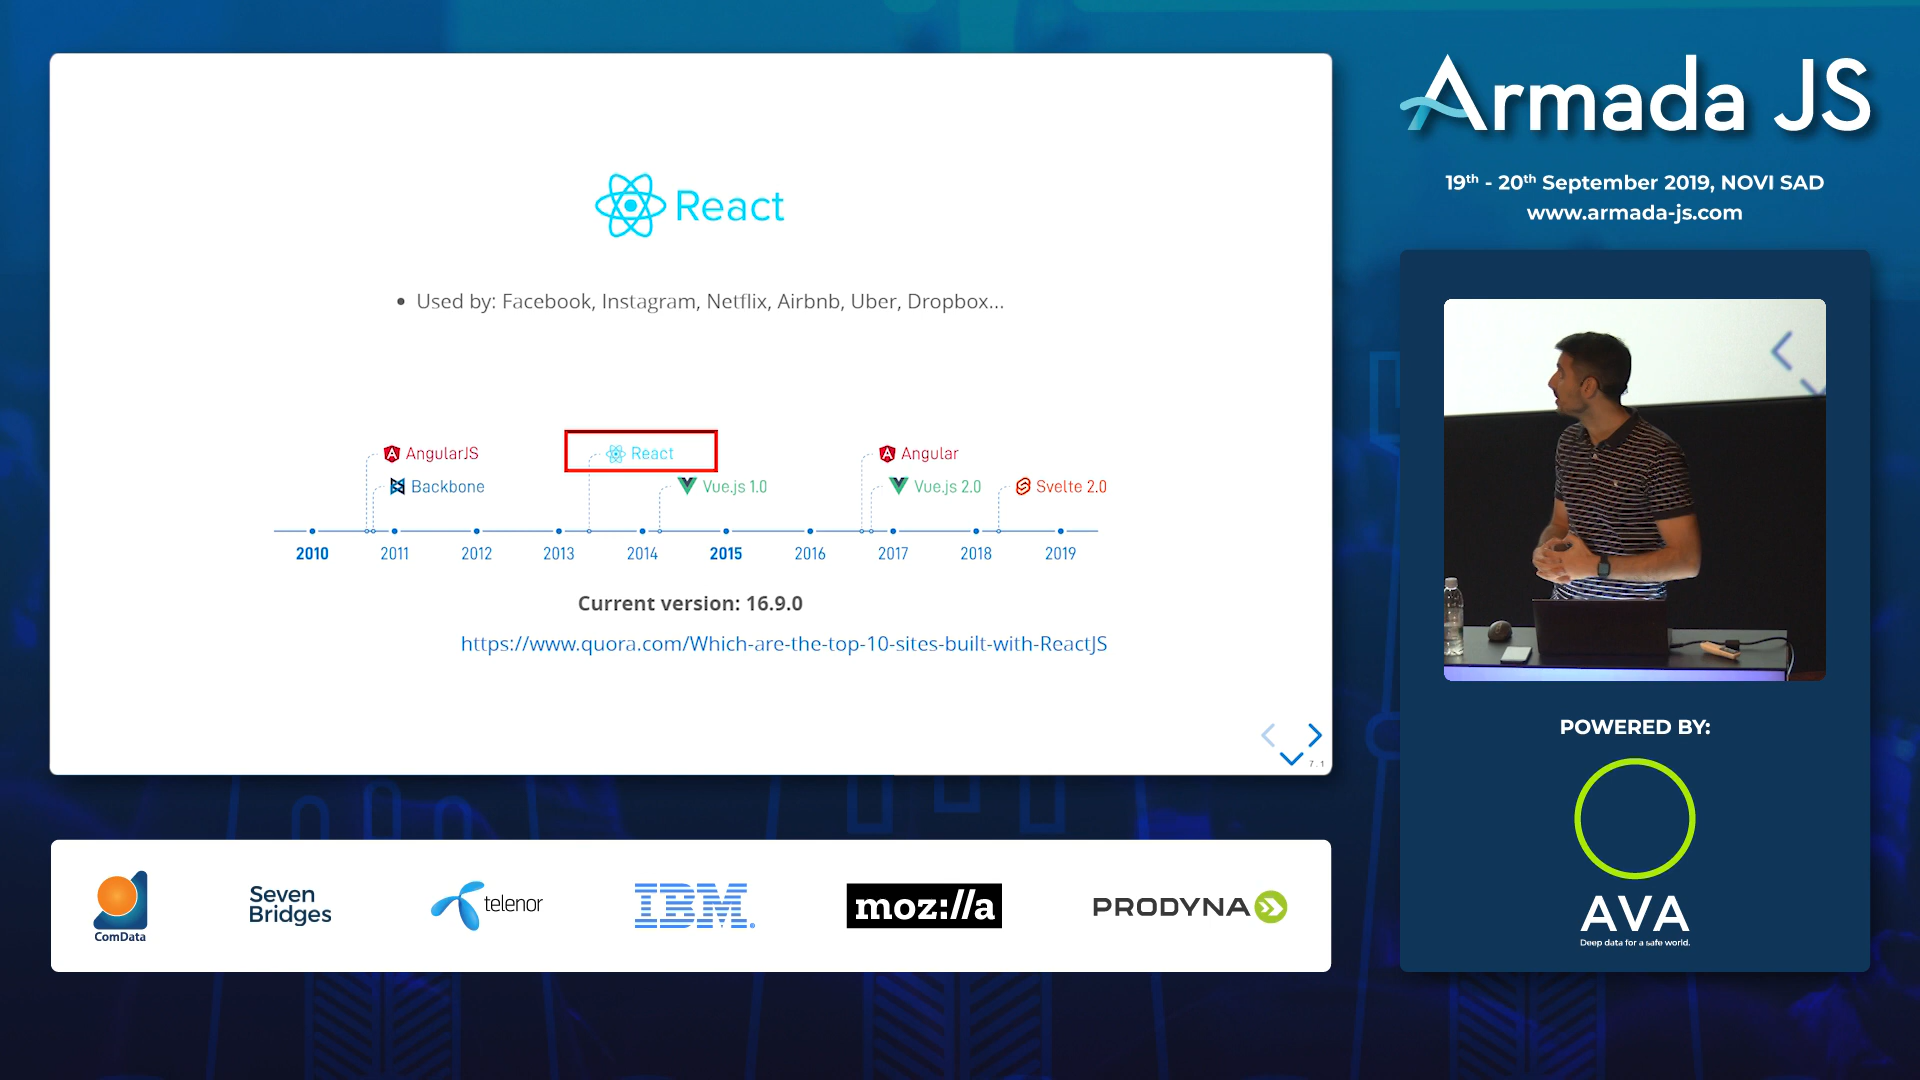 React
Used by: Facebook, Instagram, Netflix, Airbnb, Uber, Dropbox...
AngularJS
React
Angular
Backbone
Vue.js 1.0
Vue.js 2.0
Svelte 2.0
2010 2011 2012 2013 2014 2015 2016 2017 2018 2019
Current version: 16.9.0
https://www.quora.com/Which-are-the-top-10-sites-built-with-ReactJS
7.1
Armada JS
19th - 20th September 2019, NOVI SAD
www.armada-js.com
POWERED BY:
AVA
Deep data for a safe world.
ComData
Seven
Bridges
telenor
IBM
moz://a
PRODYNA